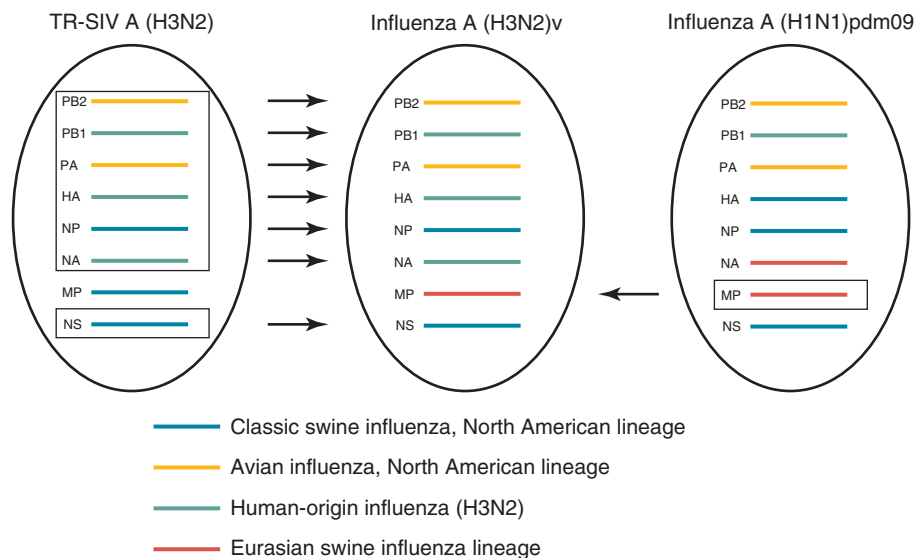 TR-SIV A (H3N2)
Influenza A (H3N2)v
Influenza A (H1N1)pdm09
PB2
PB1
PA
HA
NP
NA
MP
NS
PB2
PB1
PA
HA
NP
NA
MP
NS
PB2
PB1
PA
HA
NP
NA
MP
NS
Classic swine influenza, North American lineage
Avian influenza, North American lineage
Human-origin influenza (H3N2)
Eurasian swine influenza lineage